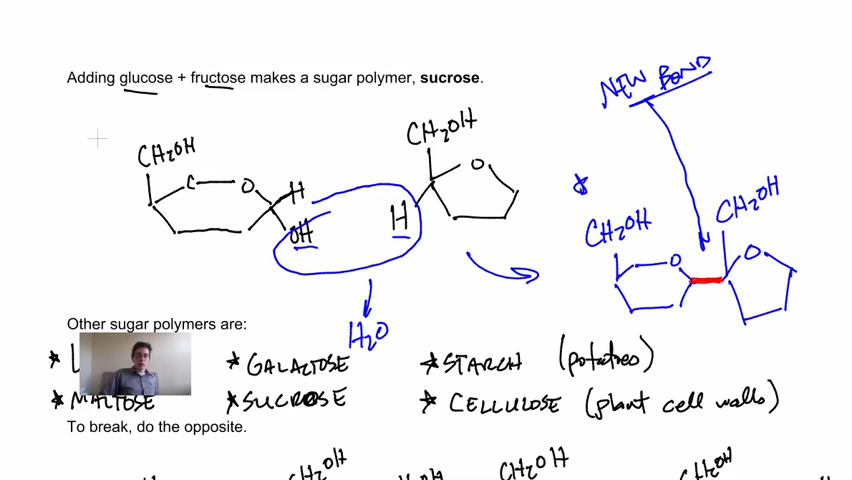 Adding glucose + fructose makes a sugar polymer, sucrose.
NEW BOND
CH2OH
CH2OH
C O H
OH
H
O
H2O
CH2OH
CH2OH
O
O
Other sugar polymers are:
* L
* GALACTOSE
* STARCH (potatoes)
* MALTOSE
* SUCROSE
* CELLULOSE (plant cell walls)
To break, do the opposite.
CH2OH
CH2OH
CH2OH